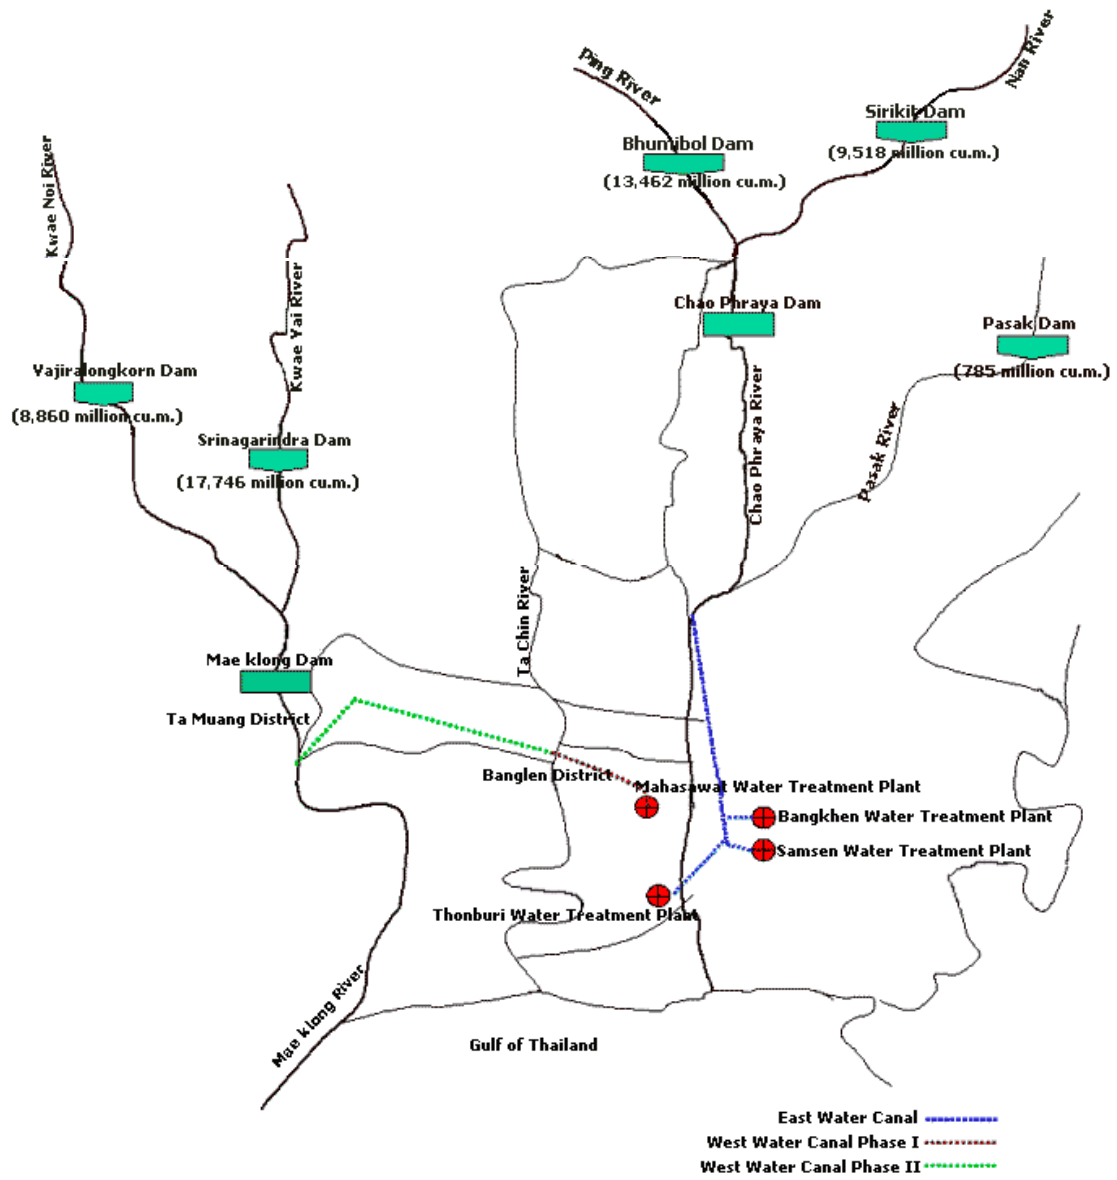 Ping River
Nan River
Sirikit Dam
(9,518 million cu.m.)
Bhumibol Dam
(13,462 million cu.m.)
Kwae Noi River
Kwae Yai River
Chao Phraya Dam
Pasak Dam
(785 million cu.m.)
Vajiralongkorn Dam
(8,860 million cu.m.)
Srinagarindra Dam
(17,746 million cu.m.)
Chao Phraya River
Pasak River
Ta Chin River
Mae klong Dam
Ta Muang District
Banglen District
Mahasawat Water Treatment Plant
Bangkhen Water Treatment Plant
Samsen Water Treatment Plant
Thonburi Water Treatment Plant
Mae klong River
Gulf of Thailand
East Water Canal
West Water Canal Phase I
West Water Canal Phase II